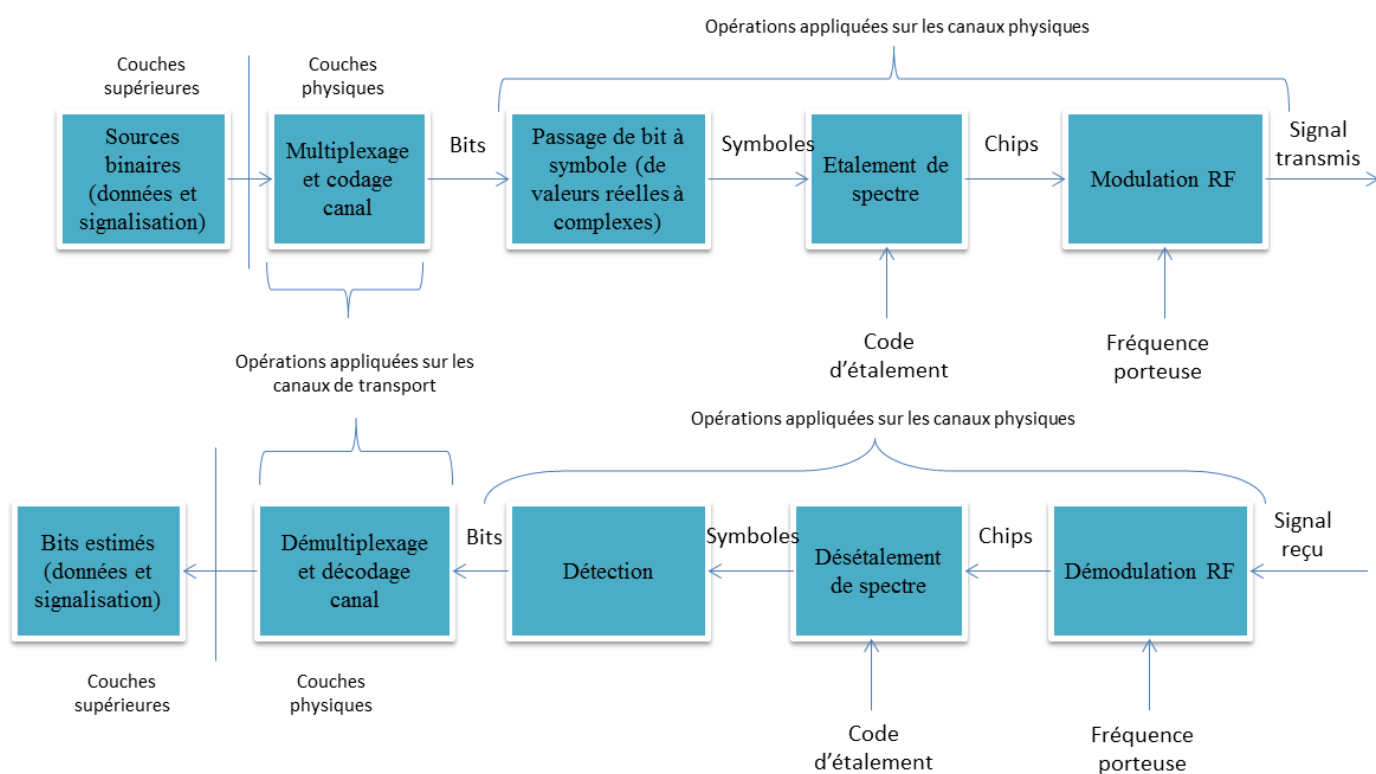 Opérations appliquées sur les canaux physiques
Couches
supérieures
Couches
physiques
Sources
binaires
(données et
signalisation)
Multiplexage
et codage
canal
Bits
Passage de bit à
symbole (de
valeurs réelles à
complexes)
Symboles
Etalement de
spectre
Chips
Modulation RF
Signal
transmis
Code
d'étalement
Fréquence
porteuse
Opérations appliquées sur les
canaux de transport
Opérations appliquées sur les canaux physiques
Bits estimés
(données et
signalisation)
Démultiplexage
et décodage
canal
Bits
Détection
Symboles
Désétalement
de spectre
Chips
Démodulation RF
Signal
reçu
Couches
supérieures
Couches
physiques
Code
d'étalement
Fréquence
porteuse